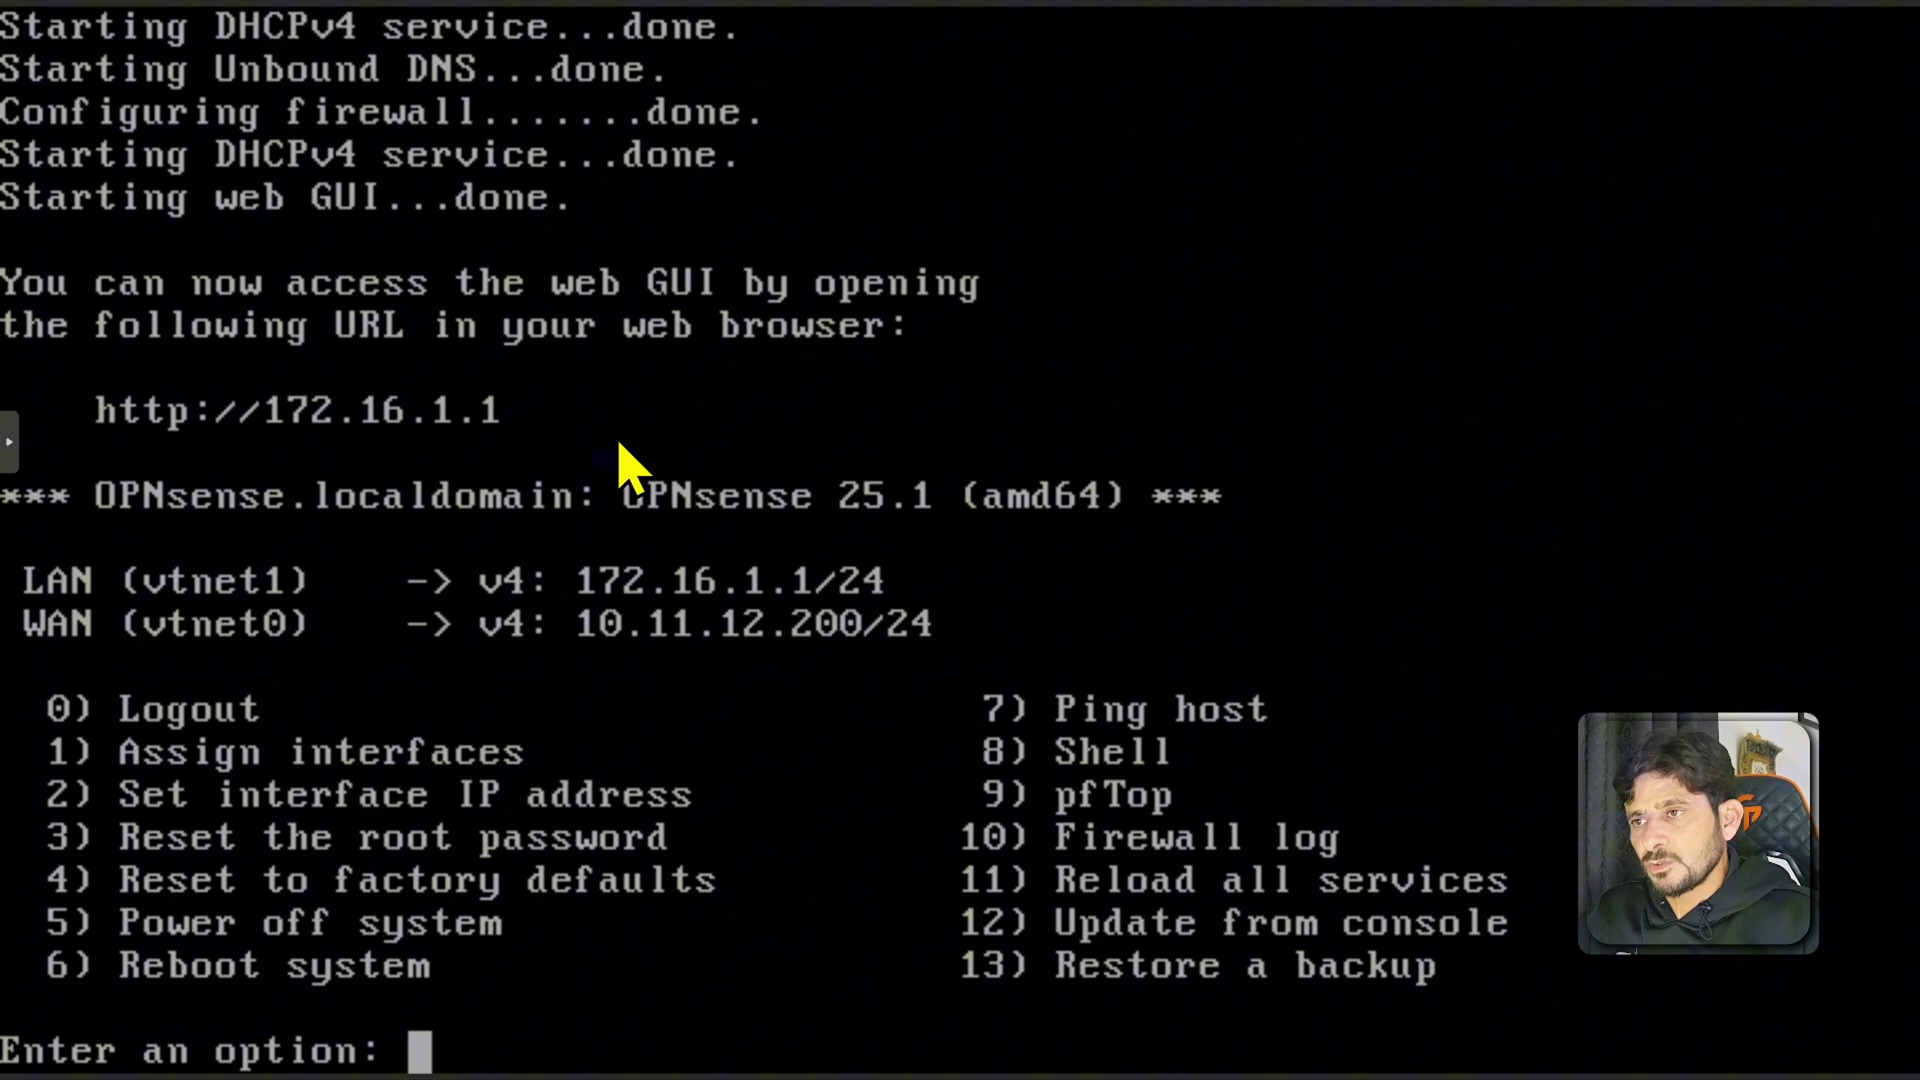 Starting DHCPv4 service...done.
Starting Unbound DNS...done.
Configuring firewall.......done.
Starting DHCPv4 service...done.
Starting web GUI...done.
You can now access the web GUI by opening
the following URL in your web browser:
http://172.16.1.1
*** OPNsense.localdomain: OPNsense 25.1 (amd64) ***
LAN (vtnet1) -> v4: 172.16.1.1/24
WAN (vtnet0) -> v4: 10.11.12.200/24
0) Logout 7) Ping host
1) Assign interfaces 8) Shell
2) Set interface IP address 9) pfTop
3) Reset the root password 10) Firewall log
4) Reset to factory defaults 11) Reload all services
5) Power off system 12) Update from console
6) Reboot system 13) Restore a backup
Enter an option: